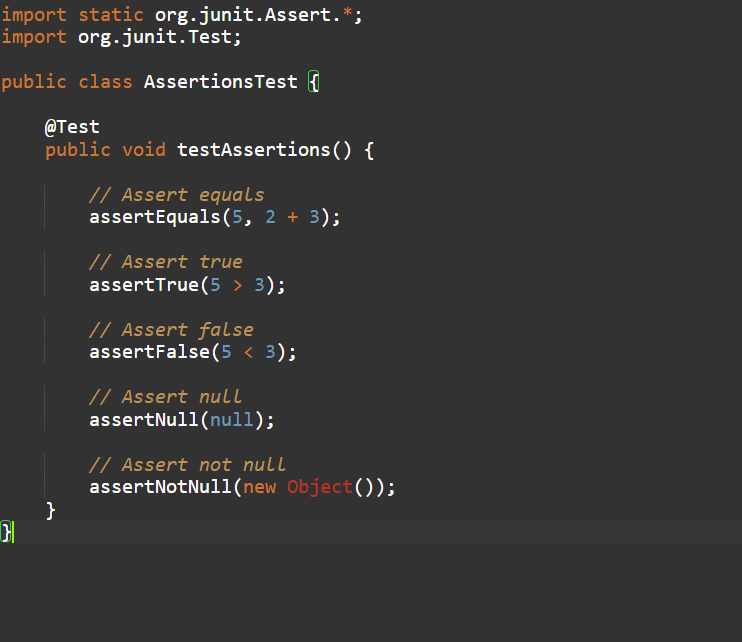 import static org.junit.Assert.*;
import org.junit.Test;
public class AssertionsTest {
@Test
public void testAssertions() {
// Assert equals
assertEquals(5, 2 + 3);
// Assert true
assertTrue(5 > 3);
// Assert false
assertFalse(5 < 3);
// Assert null
assertNull(null);
// Assert not null
assertNotNull(new Object());
}
}